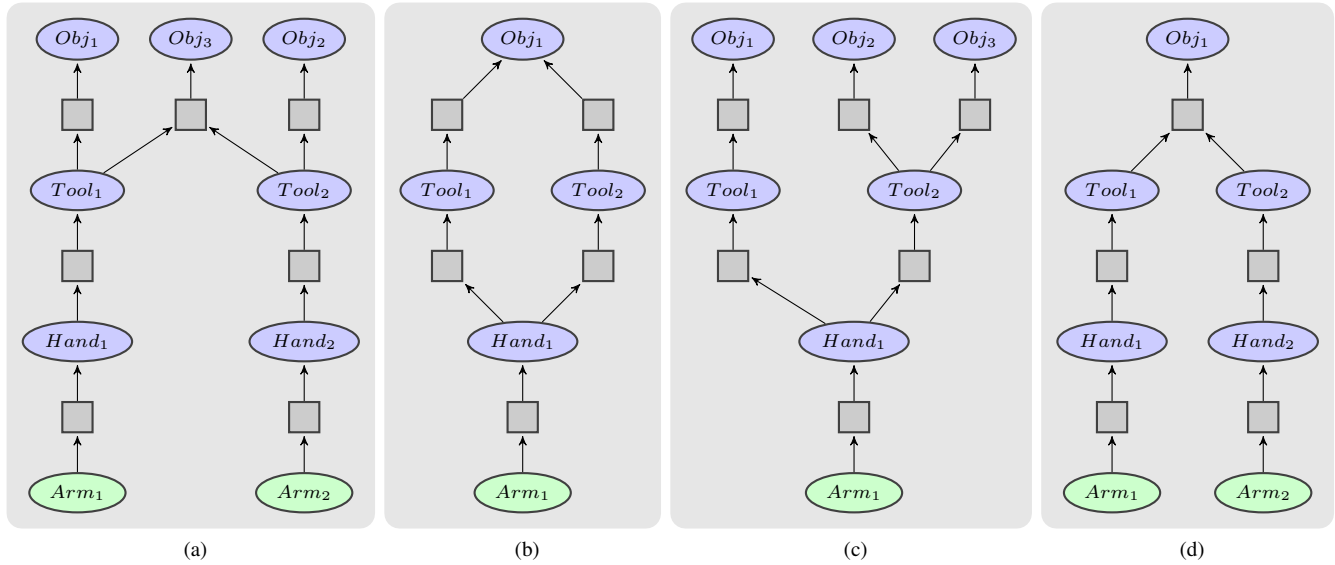 Obj₁ Obj₃ Obj₂ Obj₁ Obj₁ Obj₂ Obj₃ Obj₁
Tool₁ Tool₂ Tool₁ Tool₂ Tool₁ Tool₂ Tool₁ Tool₂
Hand₁ Hand₂ Hand₁ Hand₁ Hand₁ Hand₂
Arm₁ Arm₂ Arm₁ Arm₁ Arm₁ Arm₂
(a) (b) (c) (d)